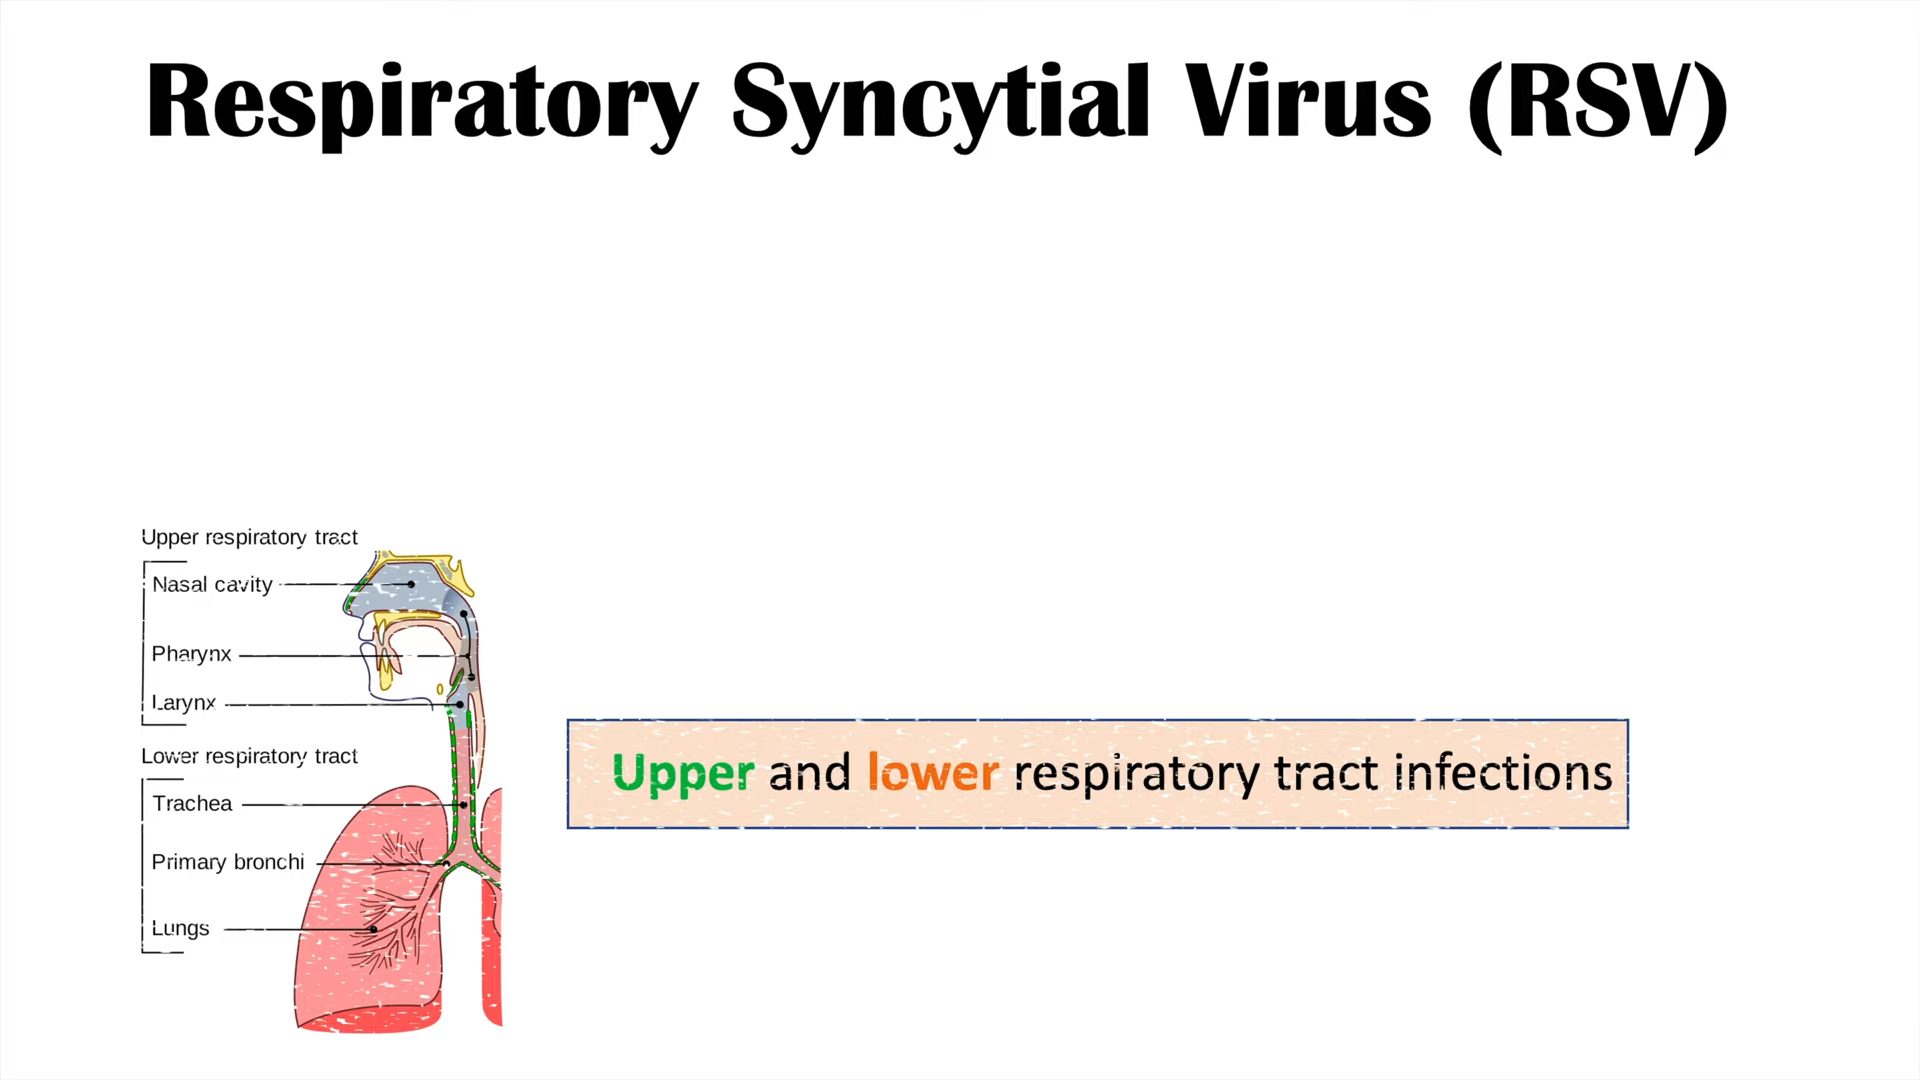 Respiratory Syncytial Virus (RSV)
Upper respiratory tract
Nasal cavity
Pharynx
Larynx
Lower respiratory tract
Trachea
Primary bronchi
Lungs
Upper and lower respiratory tract infections